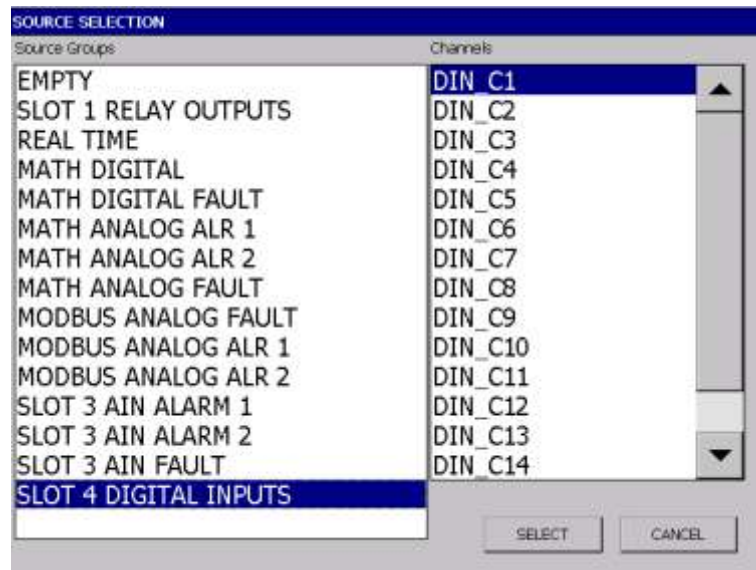 SOURCE SELECTION
Source Groups
EMPTY
SLOT 1 RELAY OUTPUTS
REAL TIME
MATH DIGITAL
MATH DIGITAL FAULT
MATH ANALOG ALR 1
MATH ANALOG ALR 2
MATH ANALOG FAULT
MODBUS ANALOG FAULT
MODBUS ANALOG ALR 1
MODBUS ANALOG ALR 2
SLOT 3 AIN ALARM 1
SLOT 3 AIN ALARM 2
SLOT 3 AIN FAULT
SLOT 4 DIGITAL INPUTS
Channels
DIN_C1
DIN_C2
DIN_C3
DIN_C4
DIN_C5
DIN_C6
DIN_C7
DIN_C8
DIN_C9
DIN_C10
DIN_C11
DIN_C12
DIN_C13
DIN_C14
SELECT
CANCEL